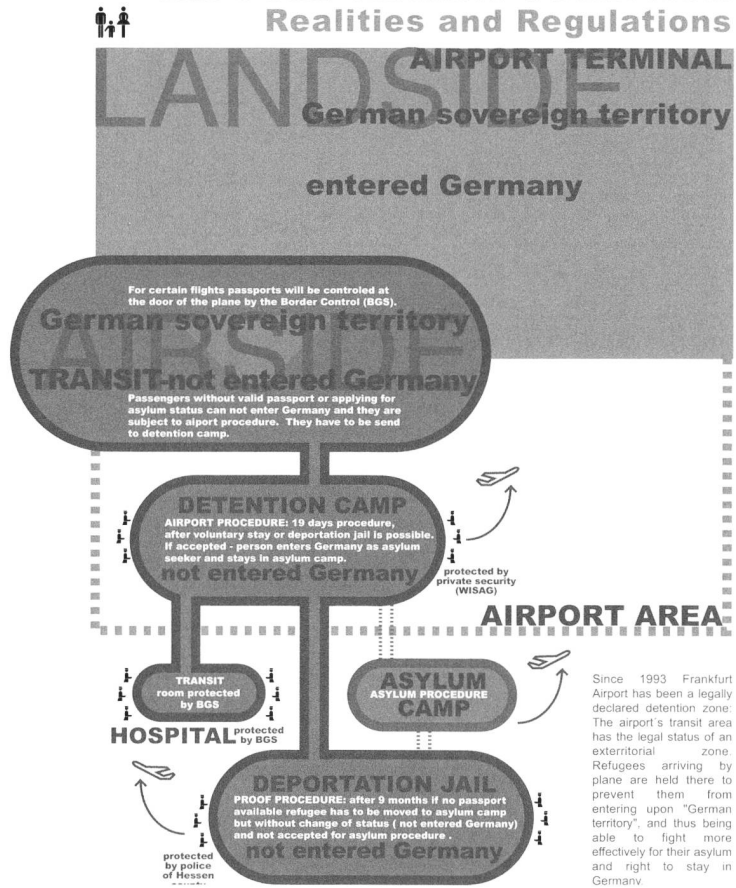 Realities and Regulations
LANDSIDE
AIRPORT TERMINAL
German sovereign territory
entered Germany
For certain flights passports will be controled at
the door of the plane by the Border Control (BGS).
German sovereign territory
AIRSIDE
TRANSIT-not entered Germany
Passengers without valid passport or applying for
asylum status can not enter Germany and they are
subject to aiport procedure. They have to be send
to detention camp.
DETENTION CAMP
AIRPORT PROCEDURE: 19 days procedure,
after voluntary stay or deportation jail is possible.
If accepted - person enters Germany as asylum
seeker and stays in asylum camp.
not entered Germany
protected by
private security
(WISAG)
AIRPORT AREA
TRANSIT
room protected
by BGS
HOSPITAL
protected
by BGS
ASYLUM
ASYLUM PROCEDURE
CAMP
DEPORTATION JAIL
PROOF PROCEDURE: after 9 months if no passport
available refugee has to be moved to asylum camp
but without change of status ( not entered Germany)
and not accepted for asylum procedure .
not entered Germany
protected
by police
of Hessen
Since 1993 Frankfurt
Airport has been a legally
declared detention zone:
The airport`s transit area
has the legal status of an
exterritorial zone.
Refugees arriving by
plane are held there to
prevent them from
entering upon "German
territory", and thus being
able to fight more
effectively for their asylum
and right to stay in
Germany.